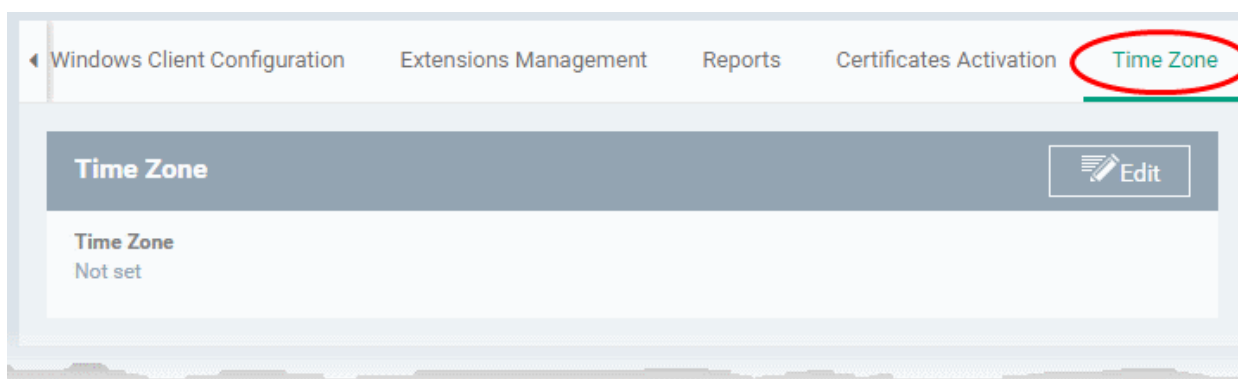 Windows Client Configuration Extensions Management Reports Certificates Activation Time Zone
Time Zone Edit
Time Zone
Not set